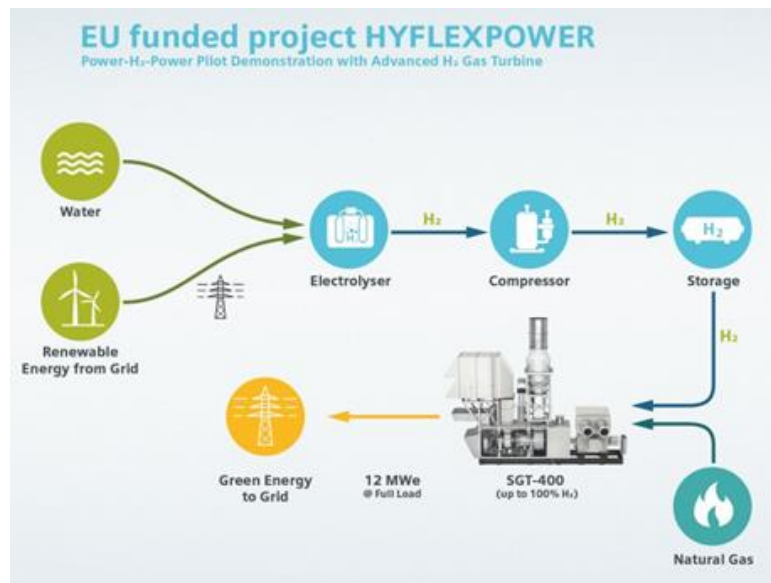 EU funded project HYFLEXPOWER
Power-H₂-Power Pilot Demonstration with Advanced H₂ Gas Turbine
Water
Electrolyser
H₂
Compressor
H₂
H₂
Storage
Renewable
Energy from Grid
H₂
Green Energy
to Grid
12 MWe
@ Full Load
SGT-400
(up to 100% H₂)
Natural Gas